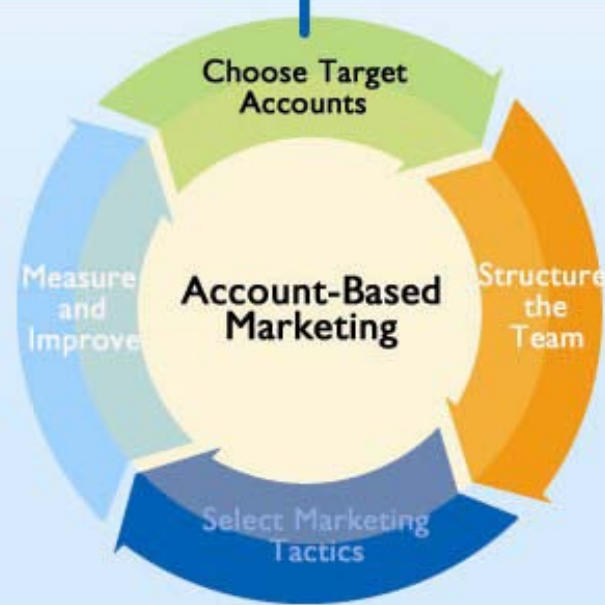 Choose Target
Accounts
Structure
the
Team
Select Marketing
Tactics
Measure
and
Improve
Account-Based
Marketing